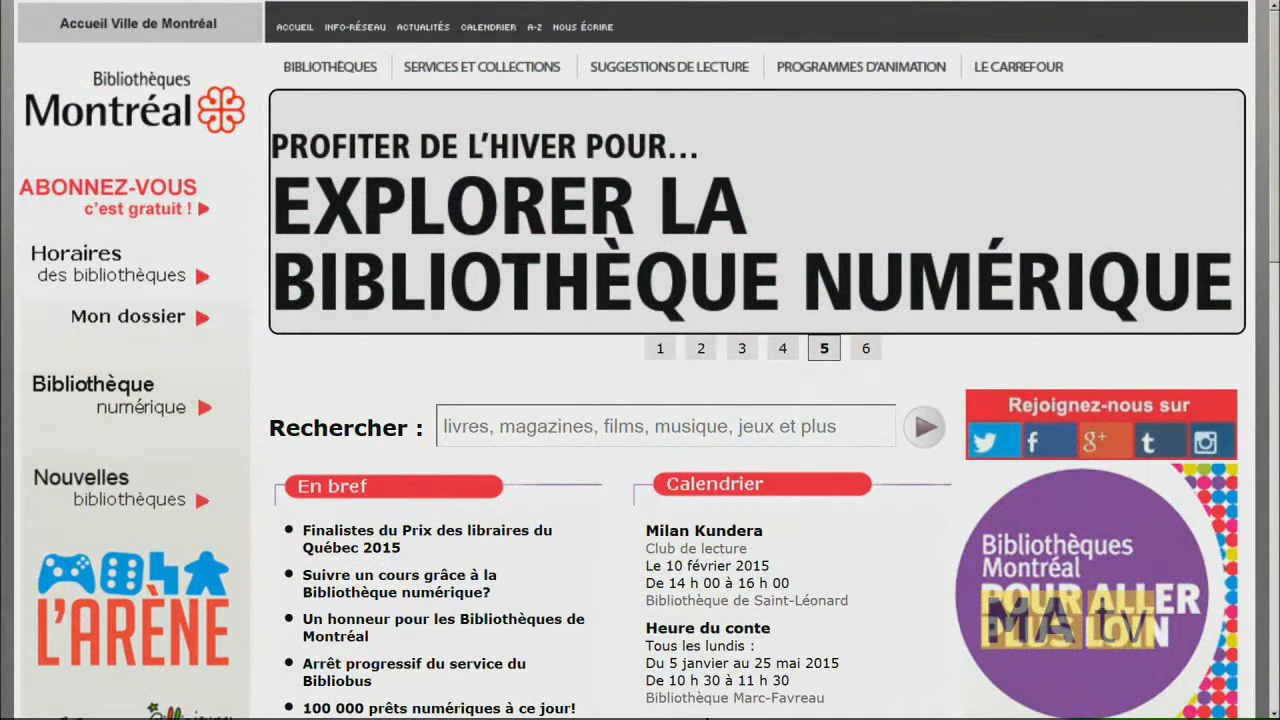 Accueil Ville de Montréal
ACCUEIL INFO-RÉSEAU ACTUALITÉS CALENDRIER A-Z NOUS ÉCRIRE
BIBLIOTHÈQUES SERVICES ET COLLECTIONS SUGGESTIONS DE LECTURE PROGRAMMES D'ANIMATION LE CARREFOUR
Bibliothèques
Montréal
ABONNEZ-VOUS
c'est gratuit !
Horaires
des bibliothèques
Mon dossier
Bibliothèque
numérique
Nouvelles
bibliothèques
L'ARÈNE
PROFITER DE L'HIVER POUR...
EXPLORER LA
BIBLIOTHÈQUE NUMÉRIQUE
1 2 3 4 5 6
Rechercher : livres, magazines, films, musique, jeux et plus
En bref
Finalistes du Prix des libraires du
Québec 2015
Suivre un cours grâce à la
Bibliothèque numérique?
Un honneur pour les Bibliothèques de
Montréal
Arrêt progressif du service du
Bibliobus
100 000 prêts numériques à ce jour!
Calendrier
Milan Kundera
Club de lecture
Le 10 février 2015
De 14 h 00 à 16 h 00
Bibliothèque de Saint-Léonard
Heure du conte
Tous les lundis :
Du 5 janvier au 25 mai 2015
De 10 h 30 à 11 h 30
Bibliothèque Marc-Favreau
Rejoignez-nous sur
f g+ t
Bibliothèques
Montréal
POUR ALLER
PLUS LOIN
MAtv